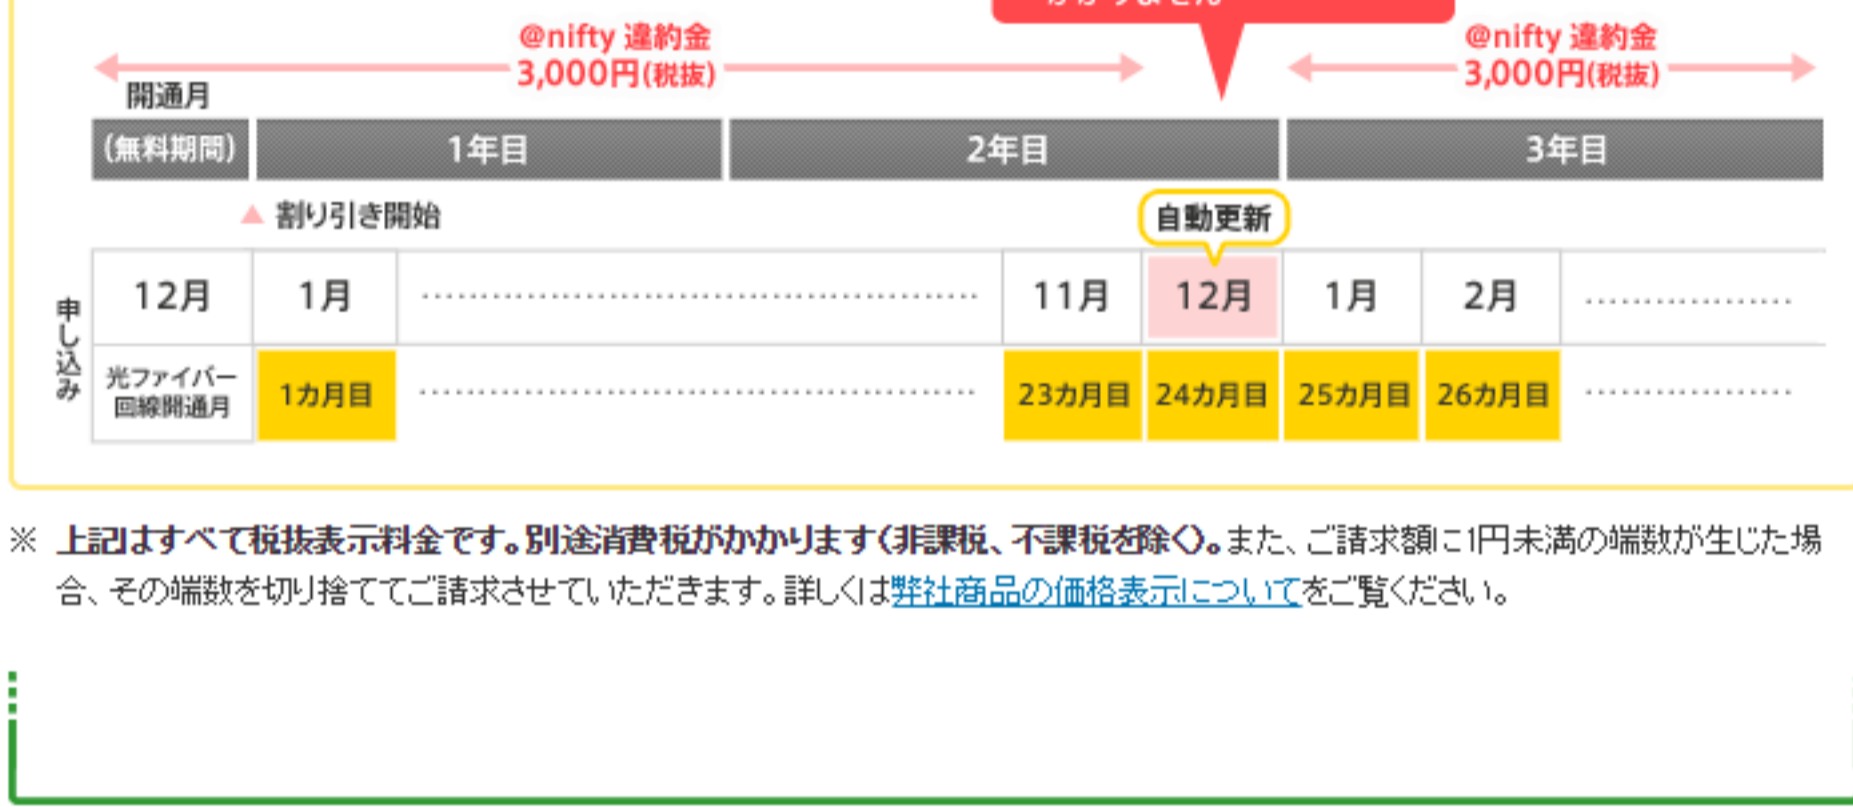 @nifty 違約金
3,000円(税抜)
@nifty 違約金
3,000円(税抜)
開通月
(無料期間)
1年目
2年目
3年目
割り引き開始
自動更新
申し込み
12月
1月
11月
12月
1月
2月
光ファイバー
回線開通月
1カ月目
23カ月目
24カ月目
25カ月目
26カ月目
※ 上記はすべて税抜表示料金です。別途消費税がかかります(非課税、不課税を除く)。また、ご請求額に1円未満の端数が生じた場
合、その端数を切り捨ててご請求させていただきます。詳しくは弊社商品の価格表示についてをご覧ください。